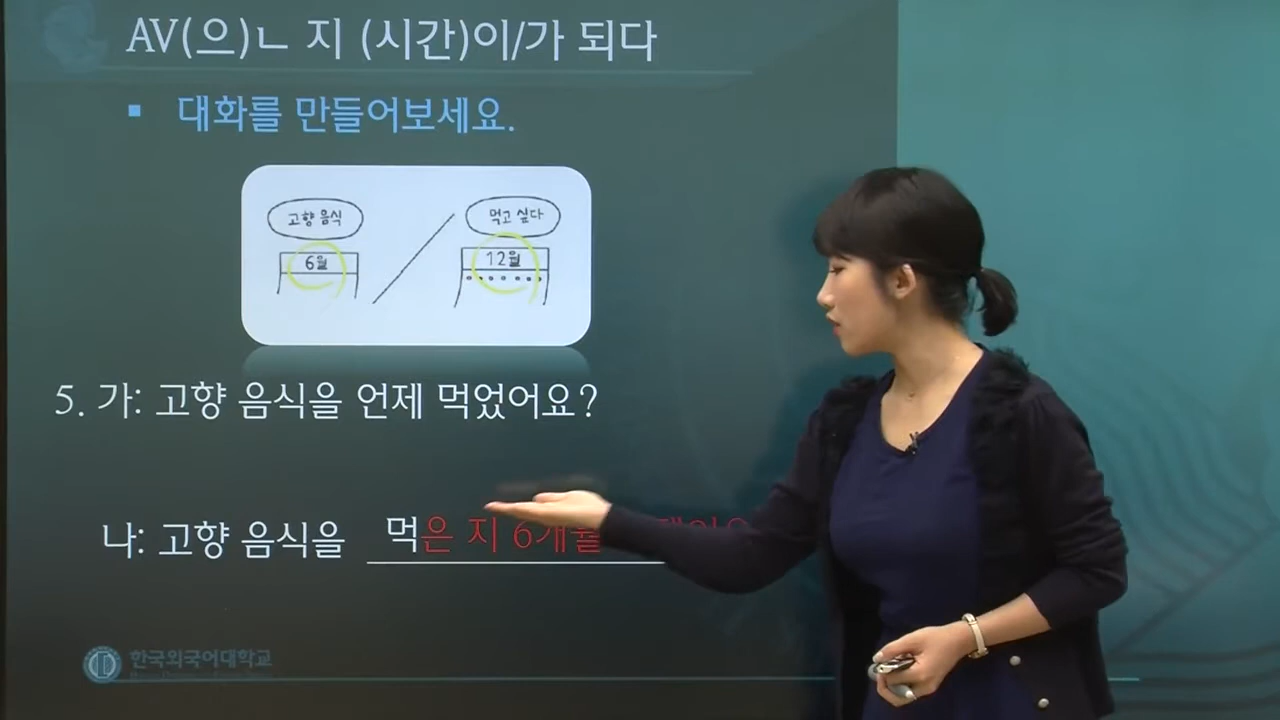 AV(으)ㄴ 지 (시간)이/가 되다
▪ 대화를 만들어보세요.
고향 음식
먹고 싶다
6월
12월
5. 가: 고향 음식을 언제 먹었어요?
나: 고향 음식을 먹은 지 6개월
한국외국어대학교